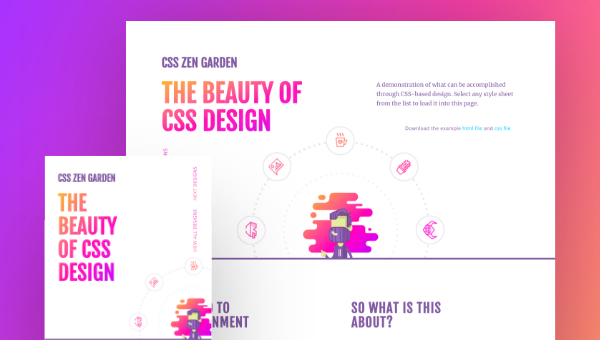 CSS ZEN GARDEN
THE BEAUTY OF
CSS DESIGN
A demonstration of what can be accomplished
through CSS-based design. Select any style sheet
from the list to load it into this page.
Download the example html file and css file
SO WHAT IS THIS
ABOUT?
TO
CSS ZEN GARDEN
THE
BEAUTY
OF CSS
DESIGN
NEXT DESIGNS
VIEW ALL DESIGNS